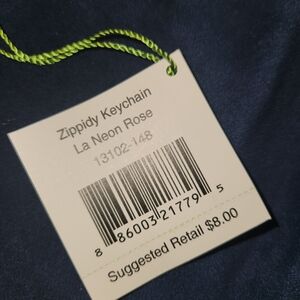 Zippidy Keychain
La Neon Rose
13102-148
8 86003 21779 5
Suggested Retail $8.00